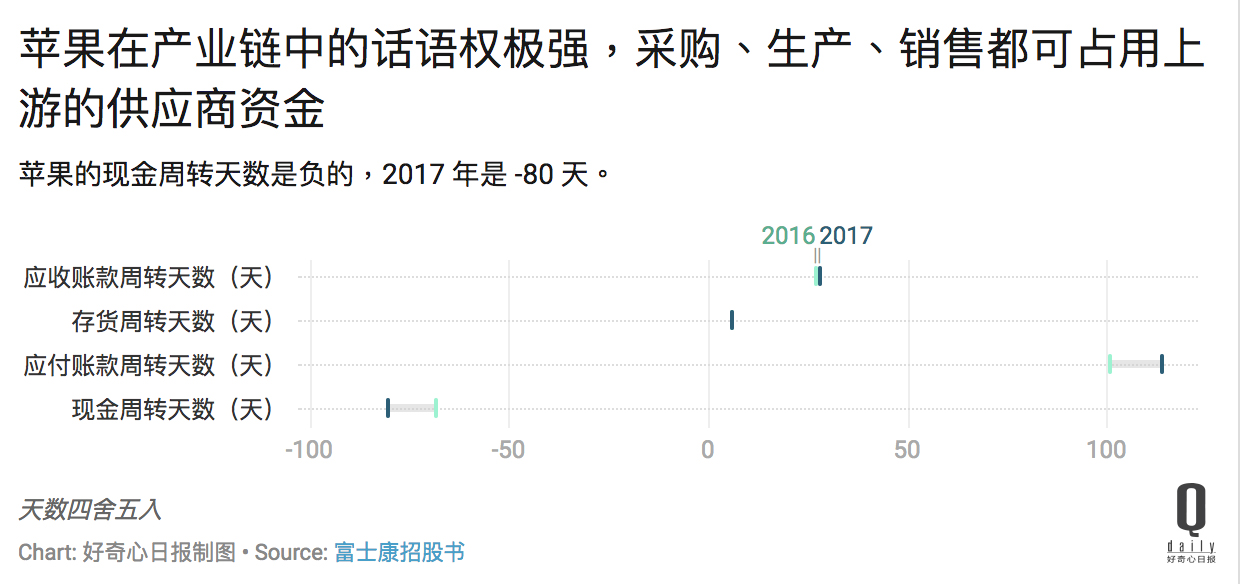 苹果在产业链中的话语权极强，采购、生产、销售都可占用上
游的供应商资金
苹果的现金周转天数是负的，2017 年是 -80 天。
2016 2017
应收账款周转天数（天）
存货周转天数（天）
应付账款周转天数（天）
现金周转天数（天）
-100 -50 0 50 100
天数四舍五入
Chart: 好奇心日报制图 • Source: 富士康招股书
Q
daily
好奇心日报